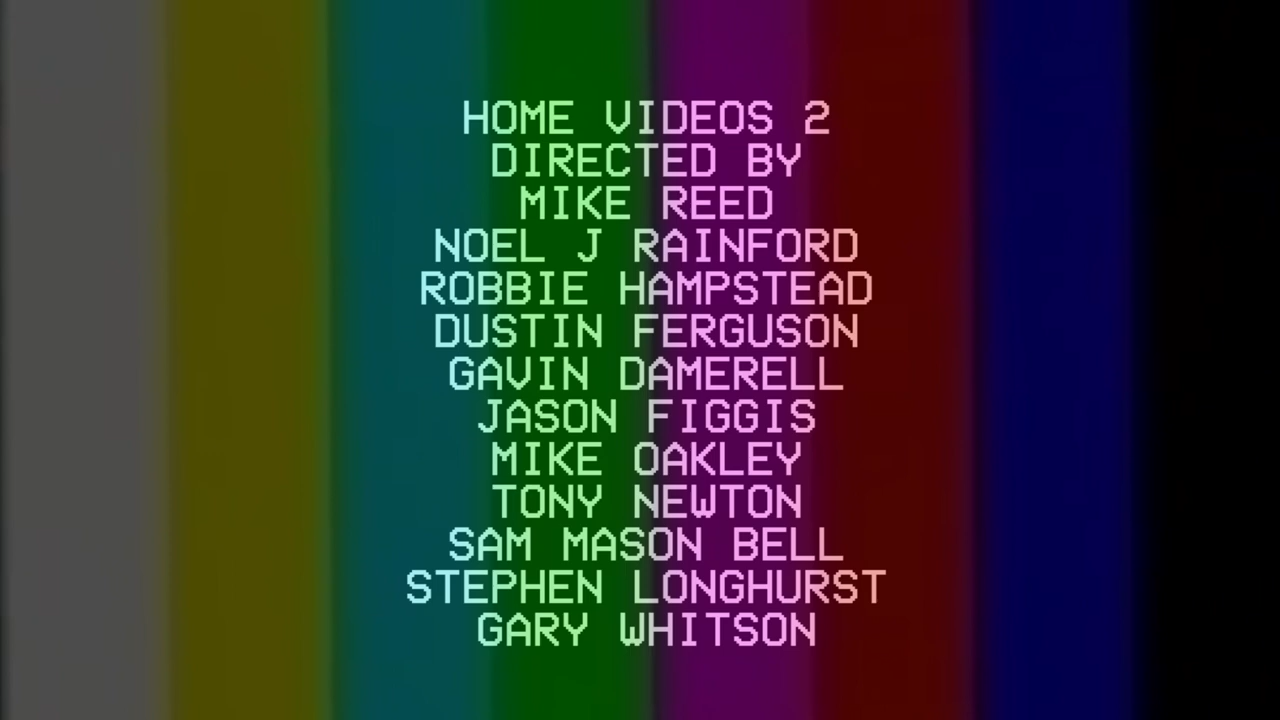 HOME VIDEOS 2
DIRECTED BY
MIKE REED
NOEL J RAINFORD
ROBBIE HAMPSTEAD
DUSTIN FERGUSON
GAVIN DAMERELL
JASON FIGGIS
MIKE OAKLEY
TONY NEWTON
SAM MASON BELL
STEPHEN LONGHURST
GARY WHITSON